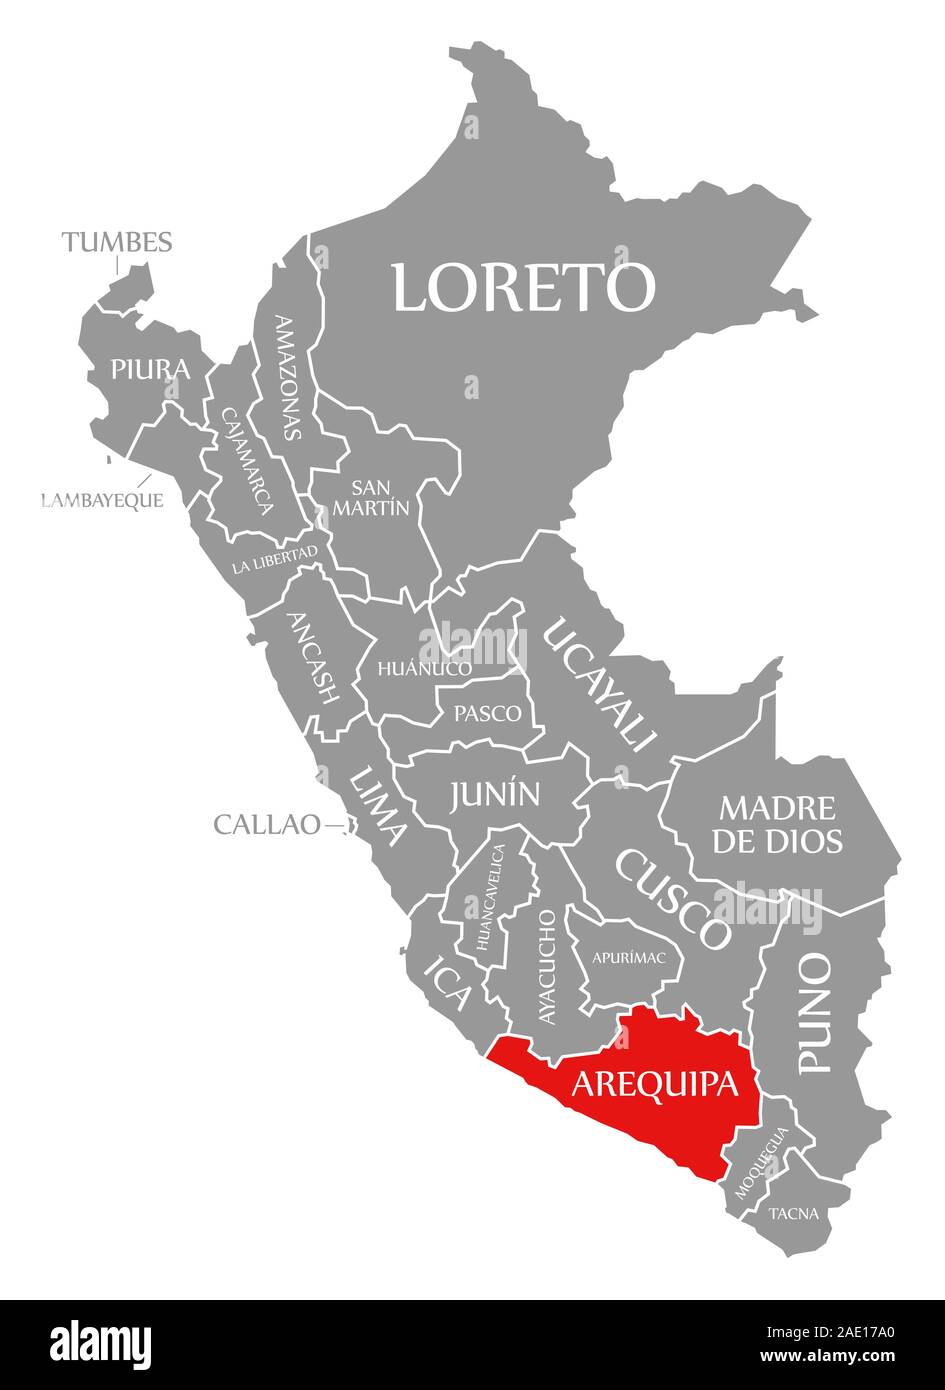 TUMBES
LORETO
PIURA
AMAZONAS
CAJAMARCA
LAMBAYEQUE
SAN
MARTÍN
LA LIBERTAD
ANCASH
HUÁNUCO
UCAYALI
PASCO
LIMA
JUNÍN
CALLAO
MADRE
DE DIOS
CUSCO
HUANCAVELICA
AYACUCHO
APURÍMAC
ICA
PUNO
AREQUIPA
MOQUEGUA
TACNA
a
a
a
a
a
alamy
alamy
Image ID: 2AE17A0
www.alamy.com